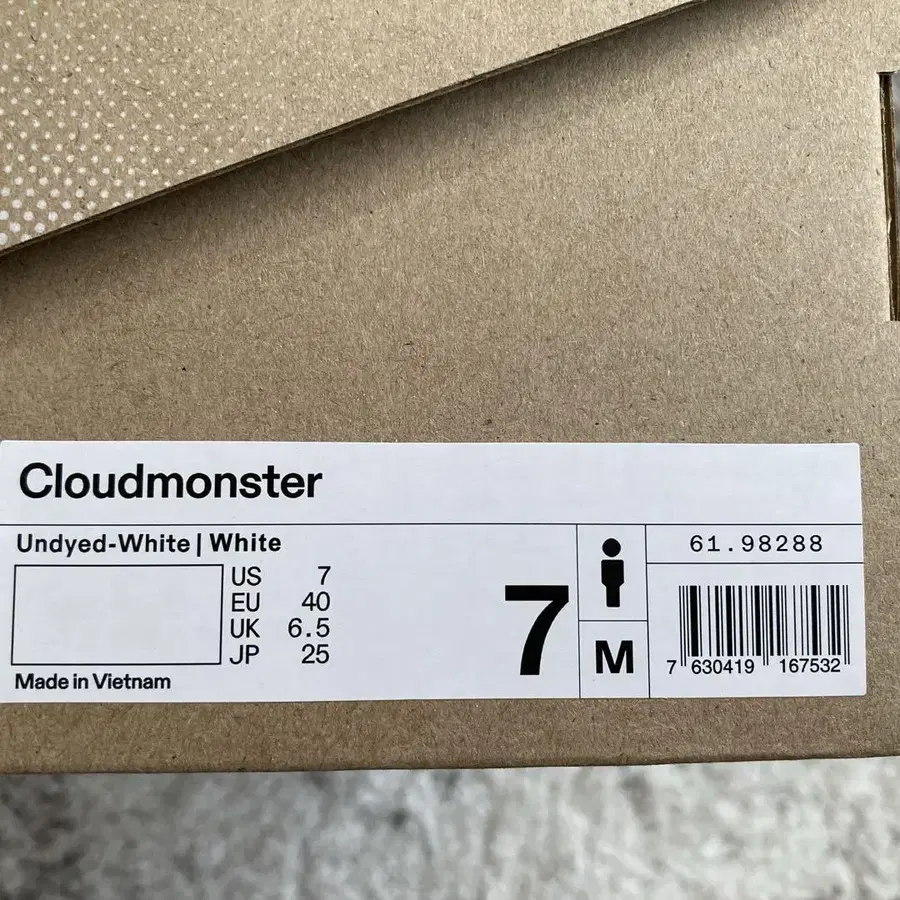 Cloudmonster
Undyed-White | White
US 7
EU 40
UK 6.5
JP 25
Made in Vietnam
7
M
61.98288
7 630419 167532